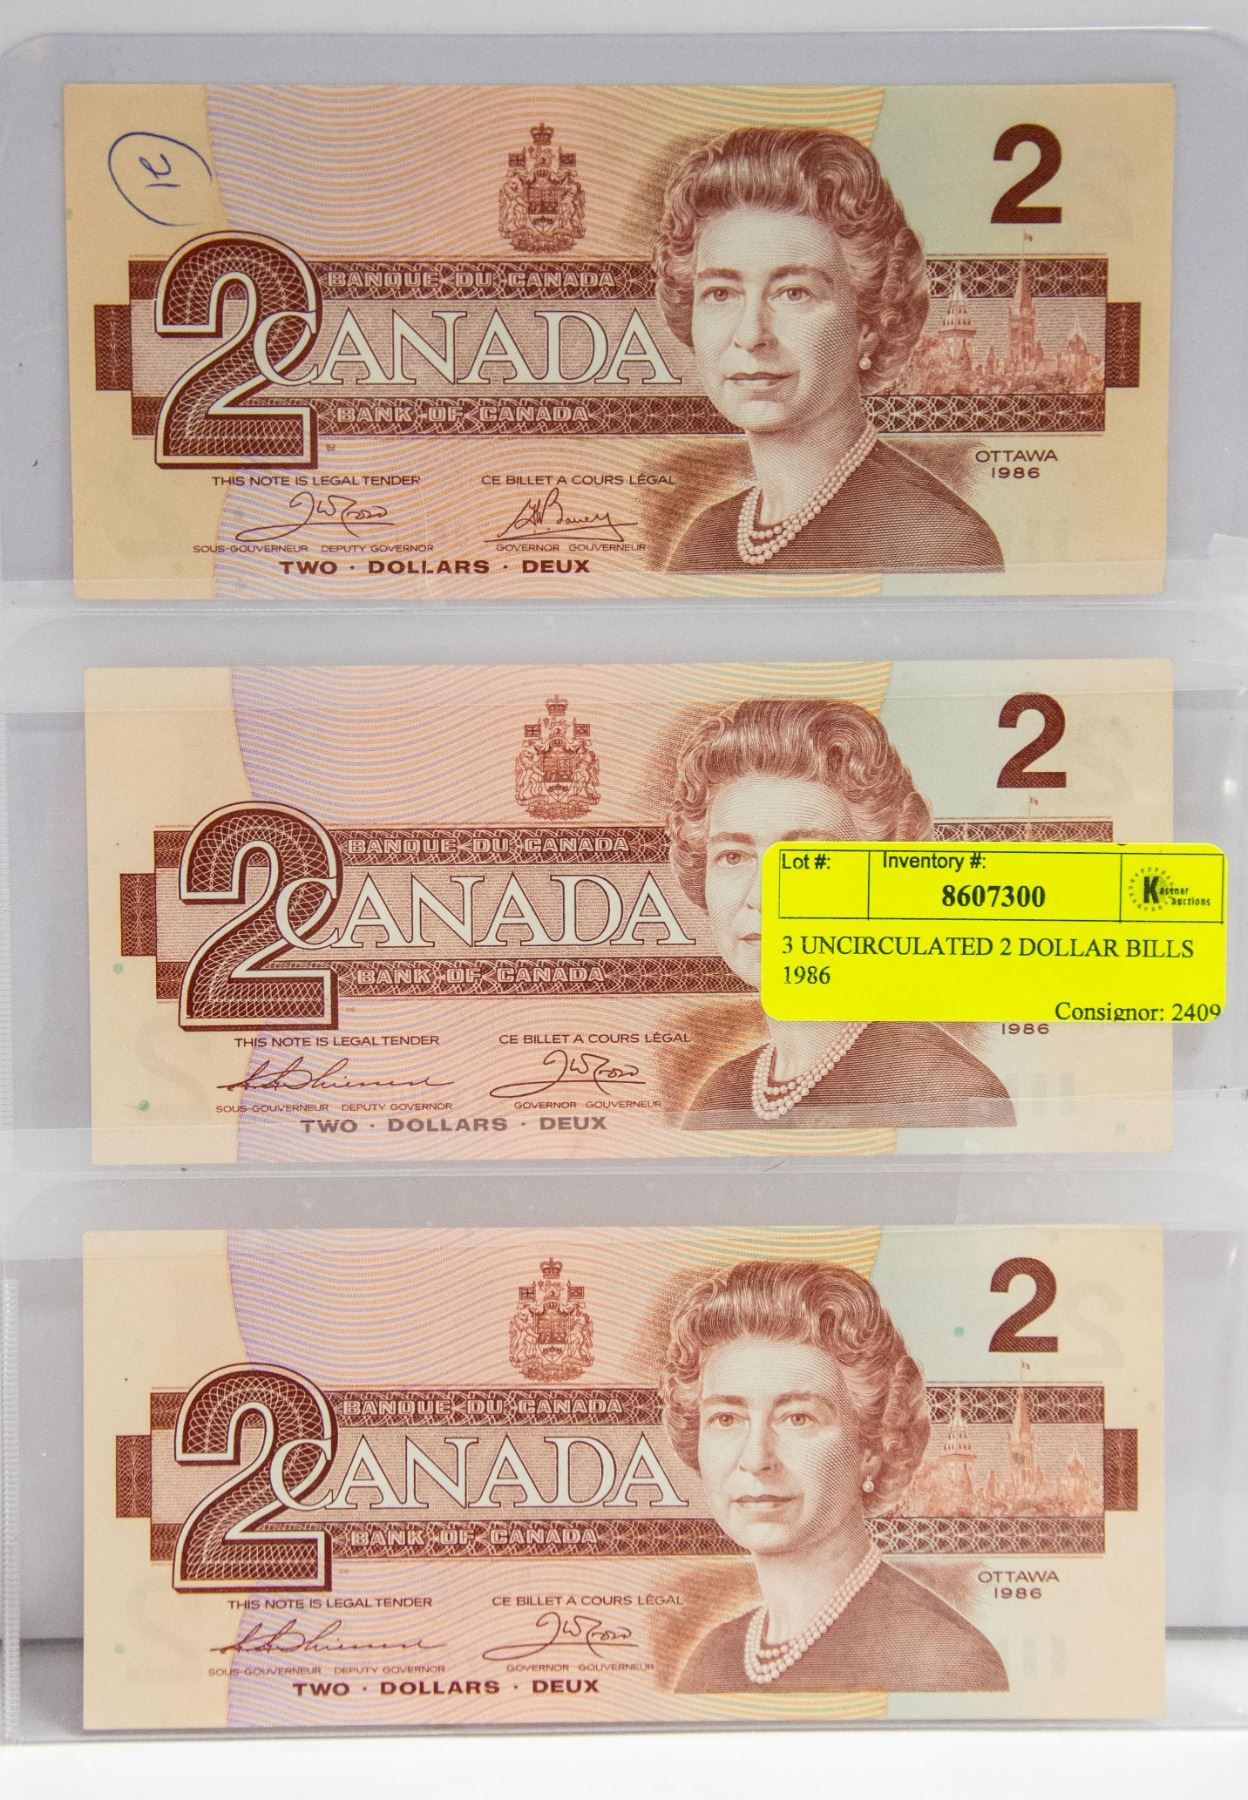 2
BANQUE DU CANADA
2 CANADA
BANK OF CANADA
OTTAWA
1986
THIS NOTE IS LEGAL TENDER CE BILLET A COURS LÉGAL
SOUS-GOUVERNEUR DEPUTY GOVERNOR GOVERNOR GOUVERNEUR
TWO · DOLLARS · DEUX
2
BANQUE DU CANADA
2 CANADA
BANK OF CANADA
Lot #: Inventory #:
8607300
Kastner Auctions
3 UNCIRCULATED 2 DOLLAR BILLS
1986
Consignor: 2409
1986
THIS NOTE IS LEGAL TENDER CE BILLET A COURS LÉGAL
SOUS-GOUVERNEUR DEPUTY GOVERNOR GOVERNOR GOUVERNEUR
TWO · DOLLARS · DEUX
2
BANQUE DU CANADA
2 CANADA
BANK OF CANADA
OTTAWA
1986
THIS NOTE IS LEGAL TENDER CE BILLET A COURS LÉGAL
SOUS-GOUVERNEUR DEPUTY GOVERNOR GOVERNOR GOUVERNEUR
TWO · DOLLARS · DEUX